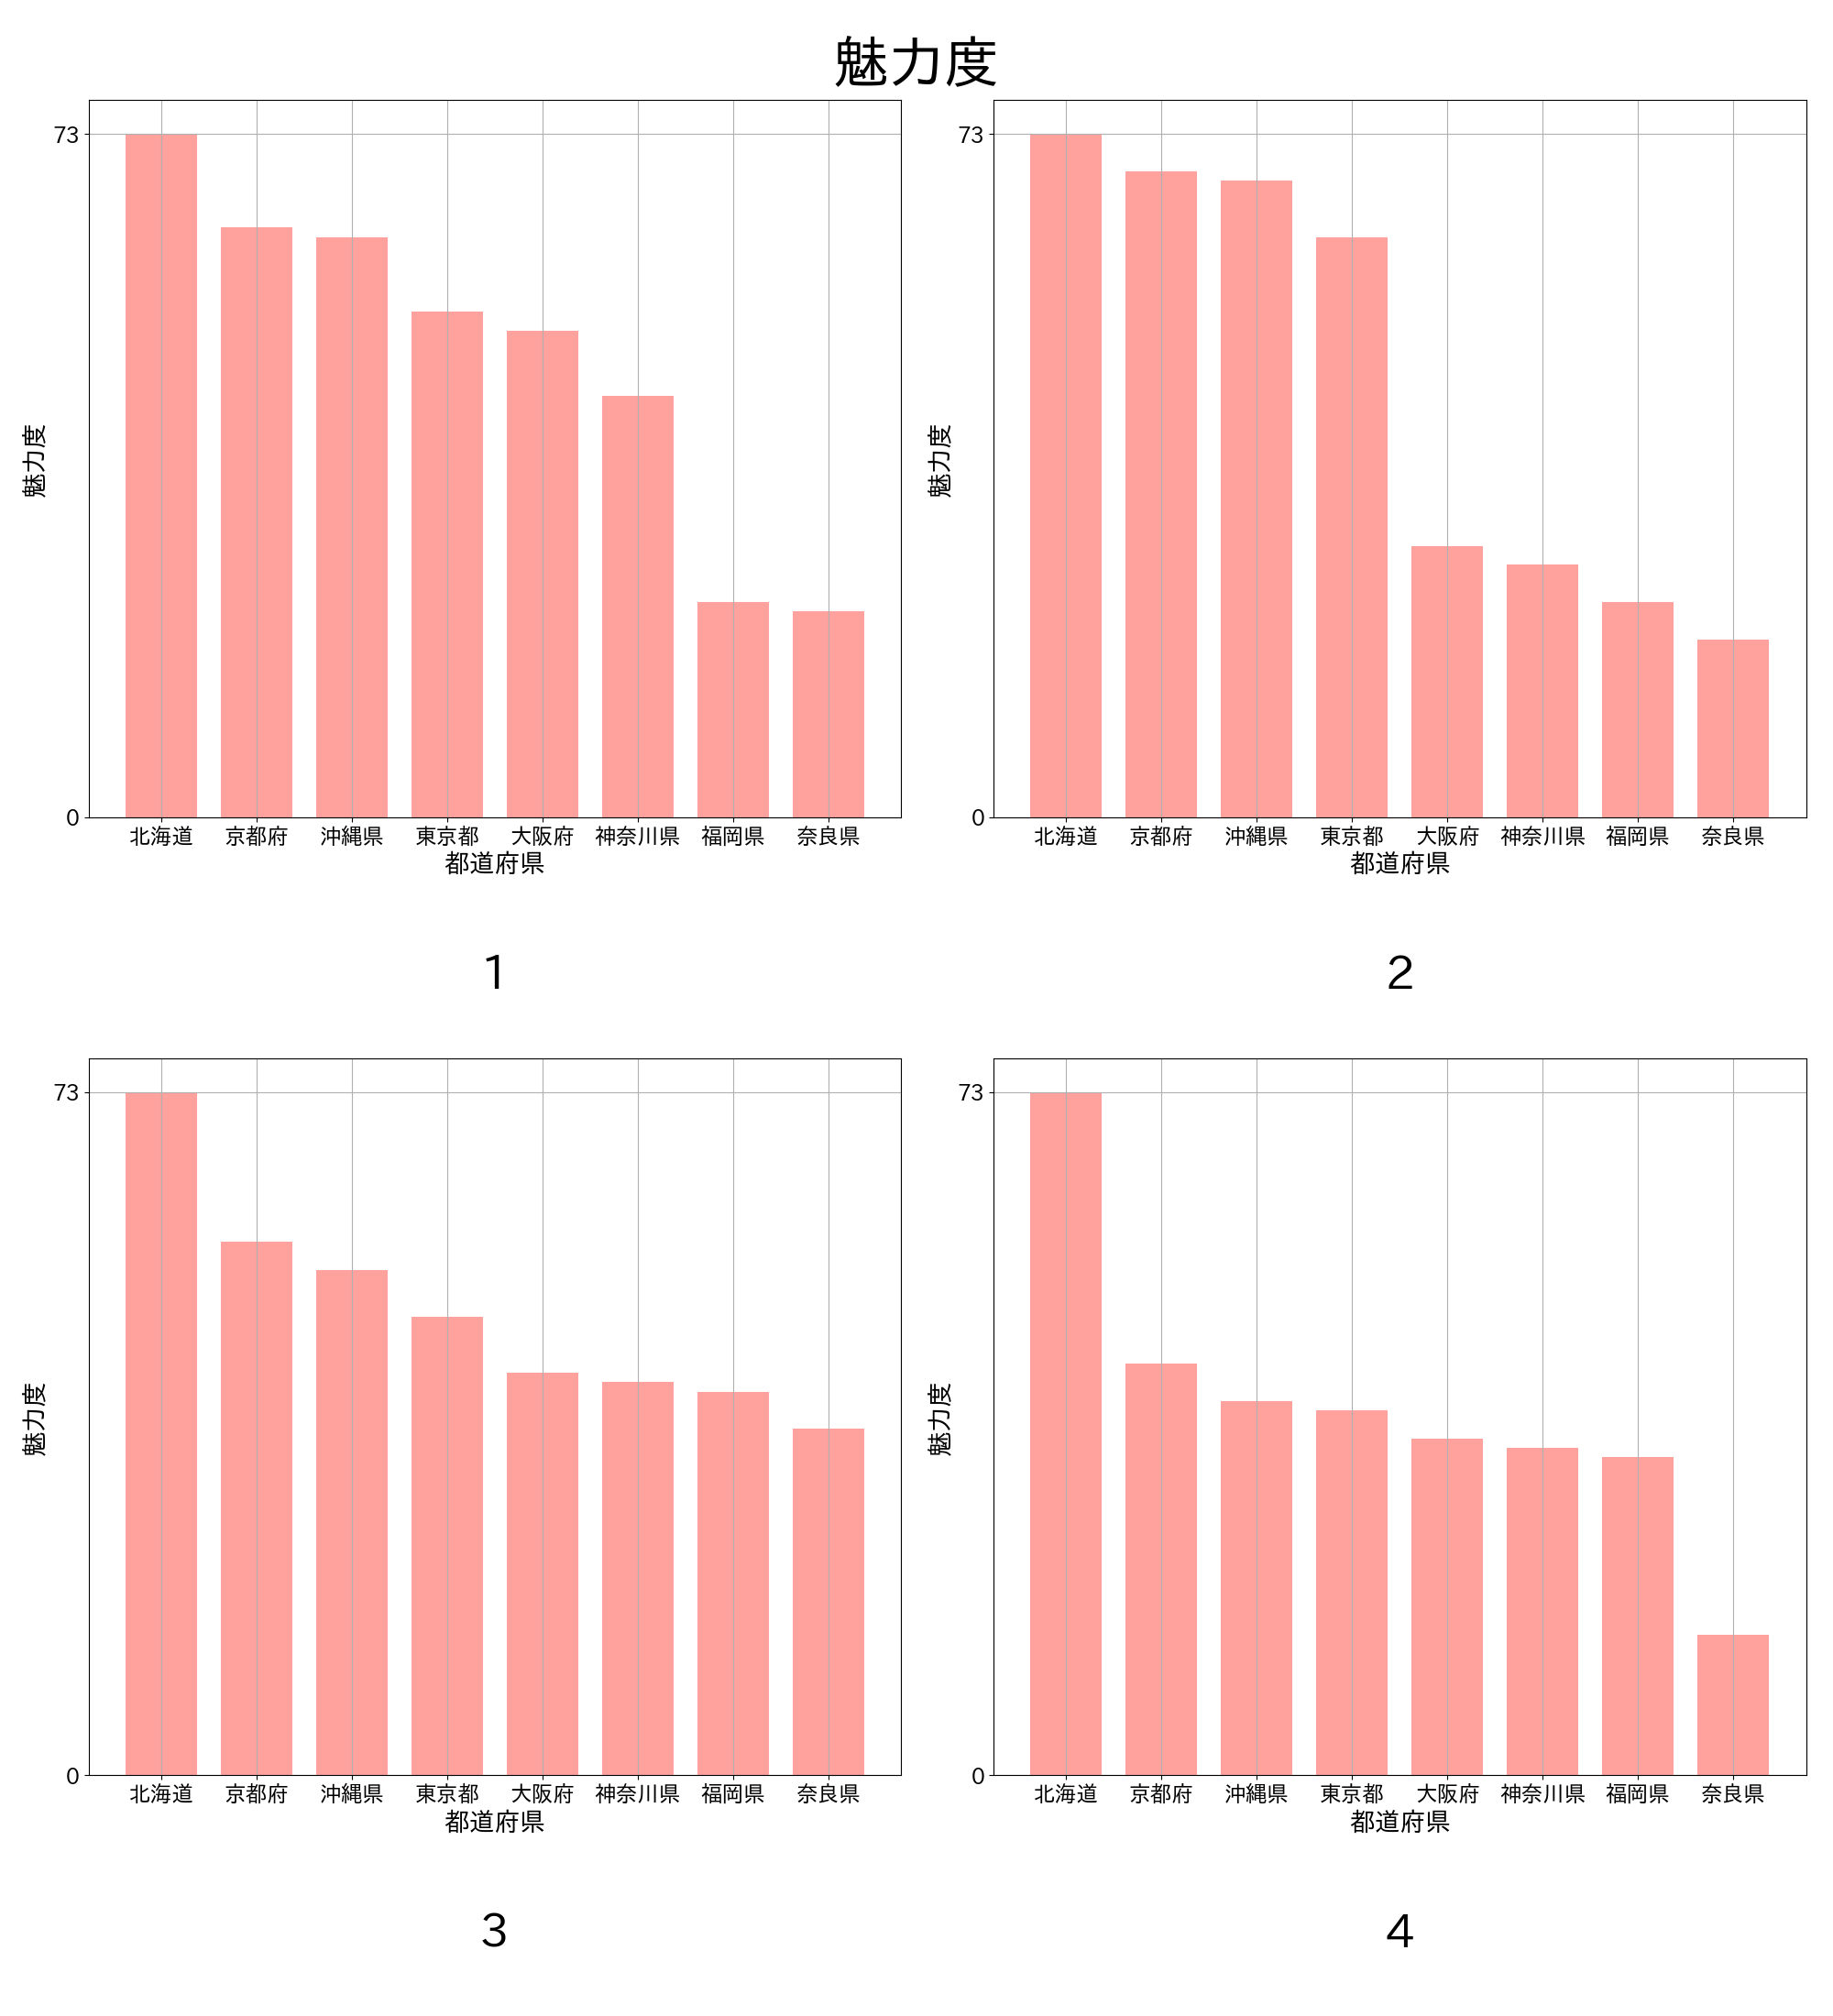 魅力度
73
0
魅力度
北海道 京都府 沖縄県 東京都 大阪府 神奈川県 福岡県 奈良県
都道府県
1
73
0
魅力度
北海道 京都府 沖縄県 東京都 大阪府 神奈川県 福岡県 奈良県
都道府県
2
73
0
魅力度
北海道 京都府 沖縄県 東京都 大阪府 神奈川県 福岡県 奈良県
都道府県
3
73
0
魅力度
北海道 京都府 沖縄県 東京都 大阪府 神奈川県 福岡県 奈良県
都道府県
4